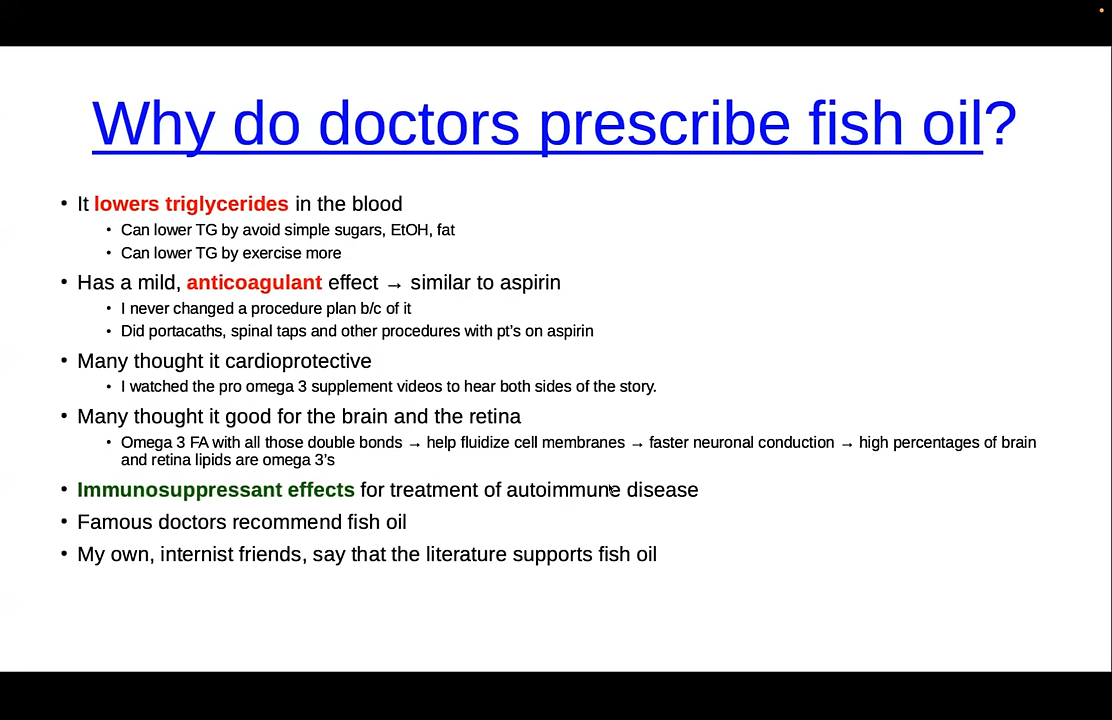 Why do doctors prescribe fish oil?
• It lowers triglycerides in the blood
• Can lower TG by avoid simple sugars, EtOH, fat
• Can lower TG by exercise more
• Has a mild, anticoagulant effect → similar to aspirin
• I never changed a procedure plan b/c of it
• Did portacaths, spinal taps and other procedures with pt's on aspirin
• Many thought it cardioprotective
• I watched the pro omega 3 supplement videos to hear both sides of the story.
• Many thought it good for the brain and the retina
• Omega 3 FA with all those double bonds → help fluidize cell membranes → faster neuronal conduction → high percentages of brain
and retina lipids are omega 3's
• Immunosuppressant effects for treatment of autoimmune disease
• Famous doctors recommend fish oil
• My own, internist friends, say that the literature supports fish oil